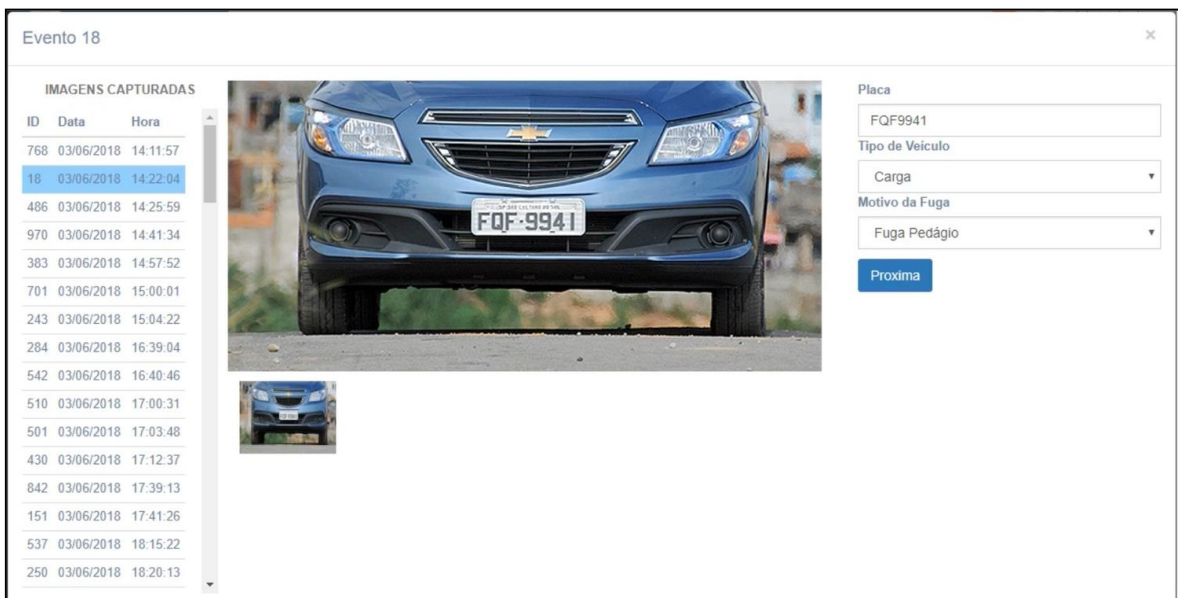 Evento 18
×
IMAGENS CAPTURADAS
ID Data Hora
768 03/06/2018 14:11:57
18 03/06/2018 14:22:04
486 03/06/2018 14:25:59
970 03/06/2018 14:41:34
383 03/06/2018 14:57:52
701 03/06/2018 15:00:01
243 03/06/2018 15:04:22
284 03/06/2018 16:39:04
542 03/06/2018 16:40:46
510 03/06/2018 17:00:31
501 03/06/2018 17:03:48
430 03/06/2018 17:12:37
842 03/06/2018 17:39:13
151 03/06/2018 17:41:26
537 03/06/2018 18:15:22
250 03/06/2018 18:20:13
FQF-9941
Placa
FQF9941
Tipo de Veículo
Carga
Motivo da Fuga
Fuga Pedágio
Proxima